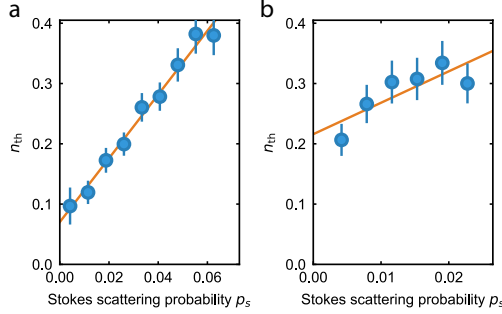 a
b
0.4
0.3
0.2
0.1
0.0
n_th
0.00 0.02 0.04 0.06
Stokes scattering probability p_s
0.4
0.3
0.2
0.1
0.0
n_th
0.00 0.01 0.02
Stokes scattering probability p_s